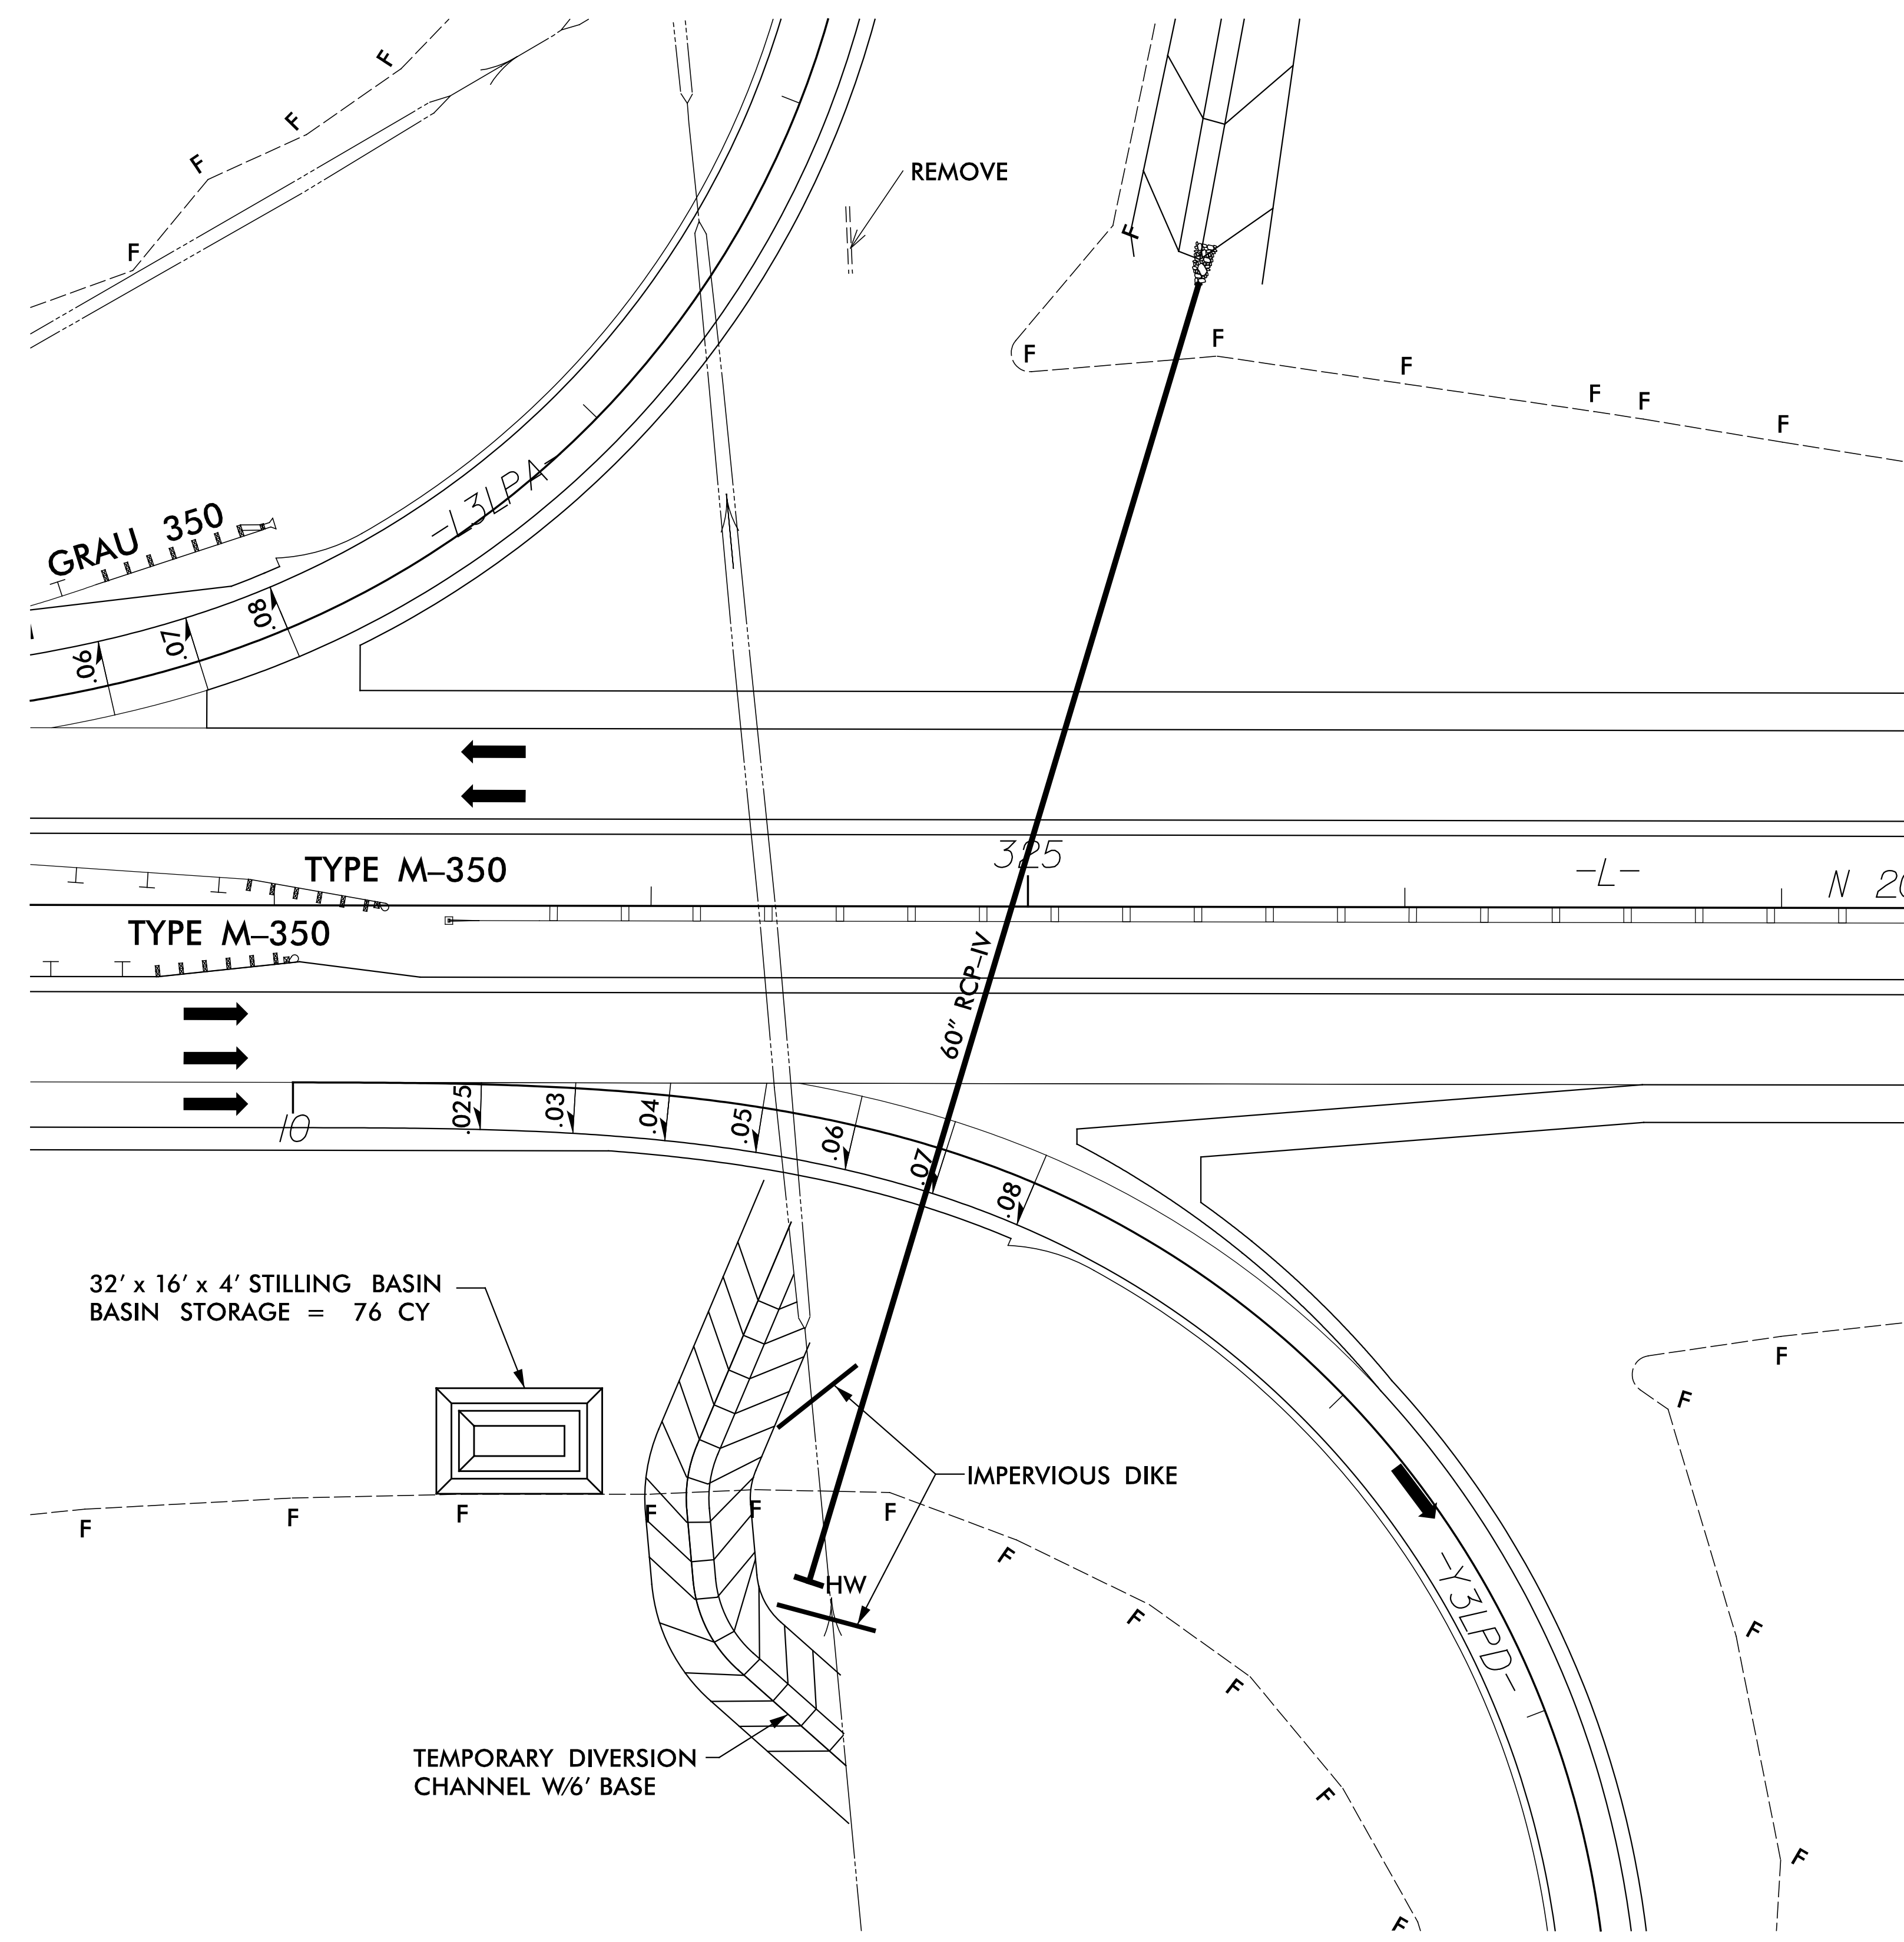 F
F
F
F
REMOVE
F
F
F
F
F
F
F
-L3LPA-
GRAU 350
.06
.07
.08
TYPE M-350
325
-L-
N 20
TYPE M-350
60" RCP-IV
10
.025
.03
.04
.05
.06
.07
.08
32' x 16' x 4' STILLING BASIN
BASIN STORAGE = 76 CY
F
F
IMPERVIOUS DIKE
F
F
F
F
F
F
F
HW
F
F
F
-Y3LPD-
F
TEMPORARY DIVERSION
CHANNEL W/6' BASE
F
F
F